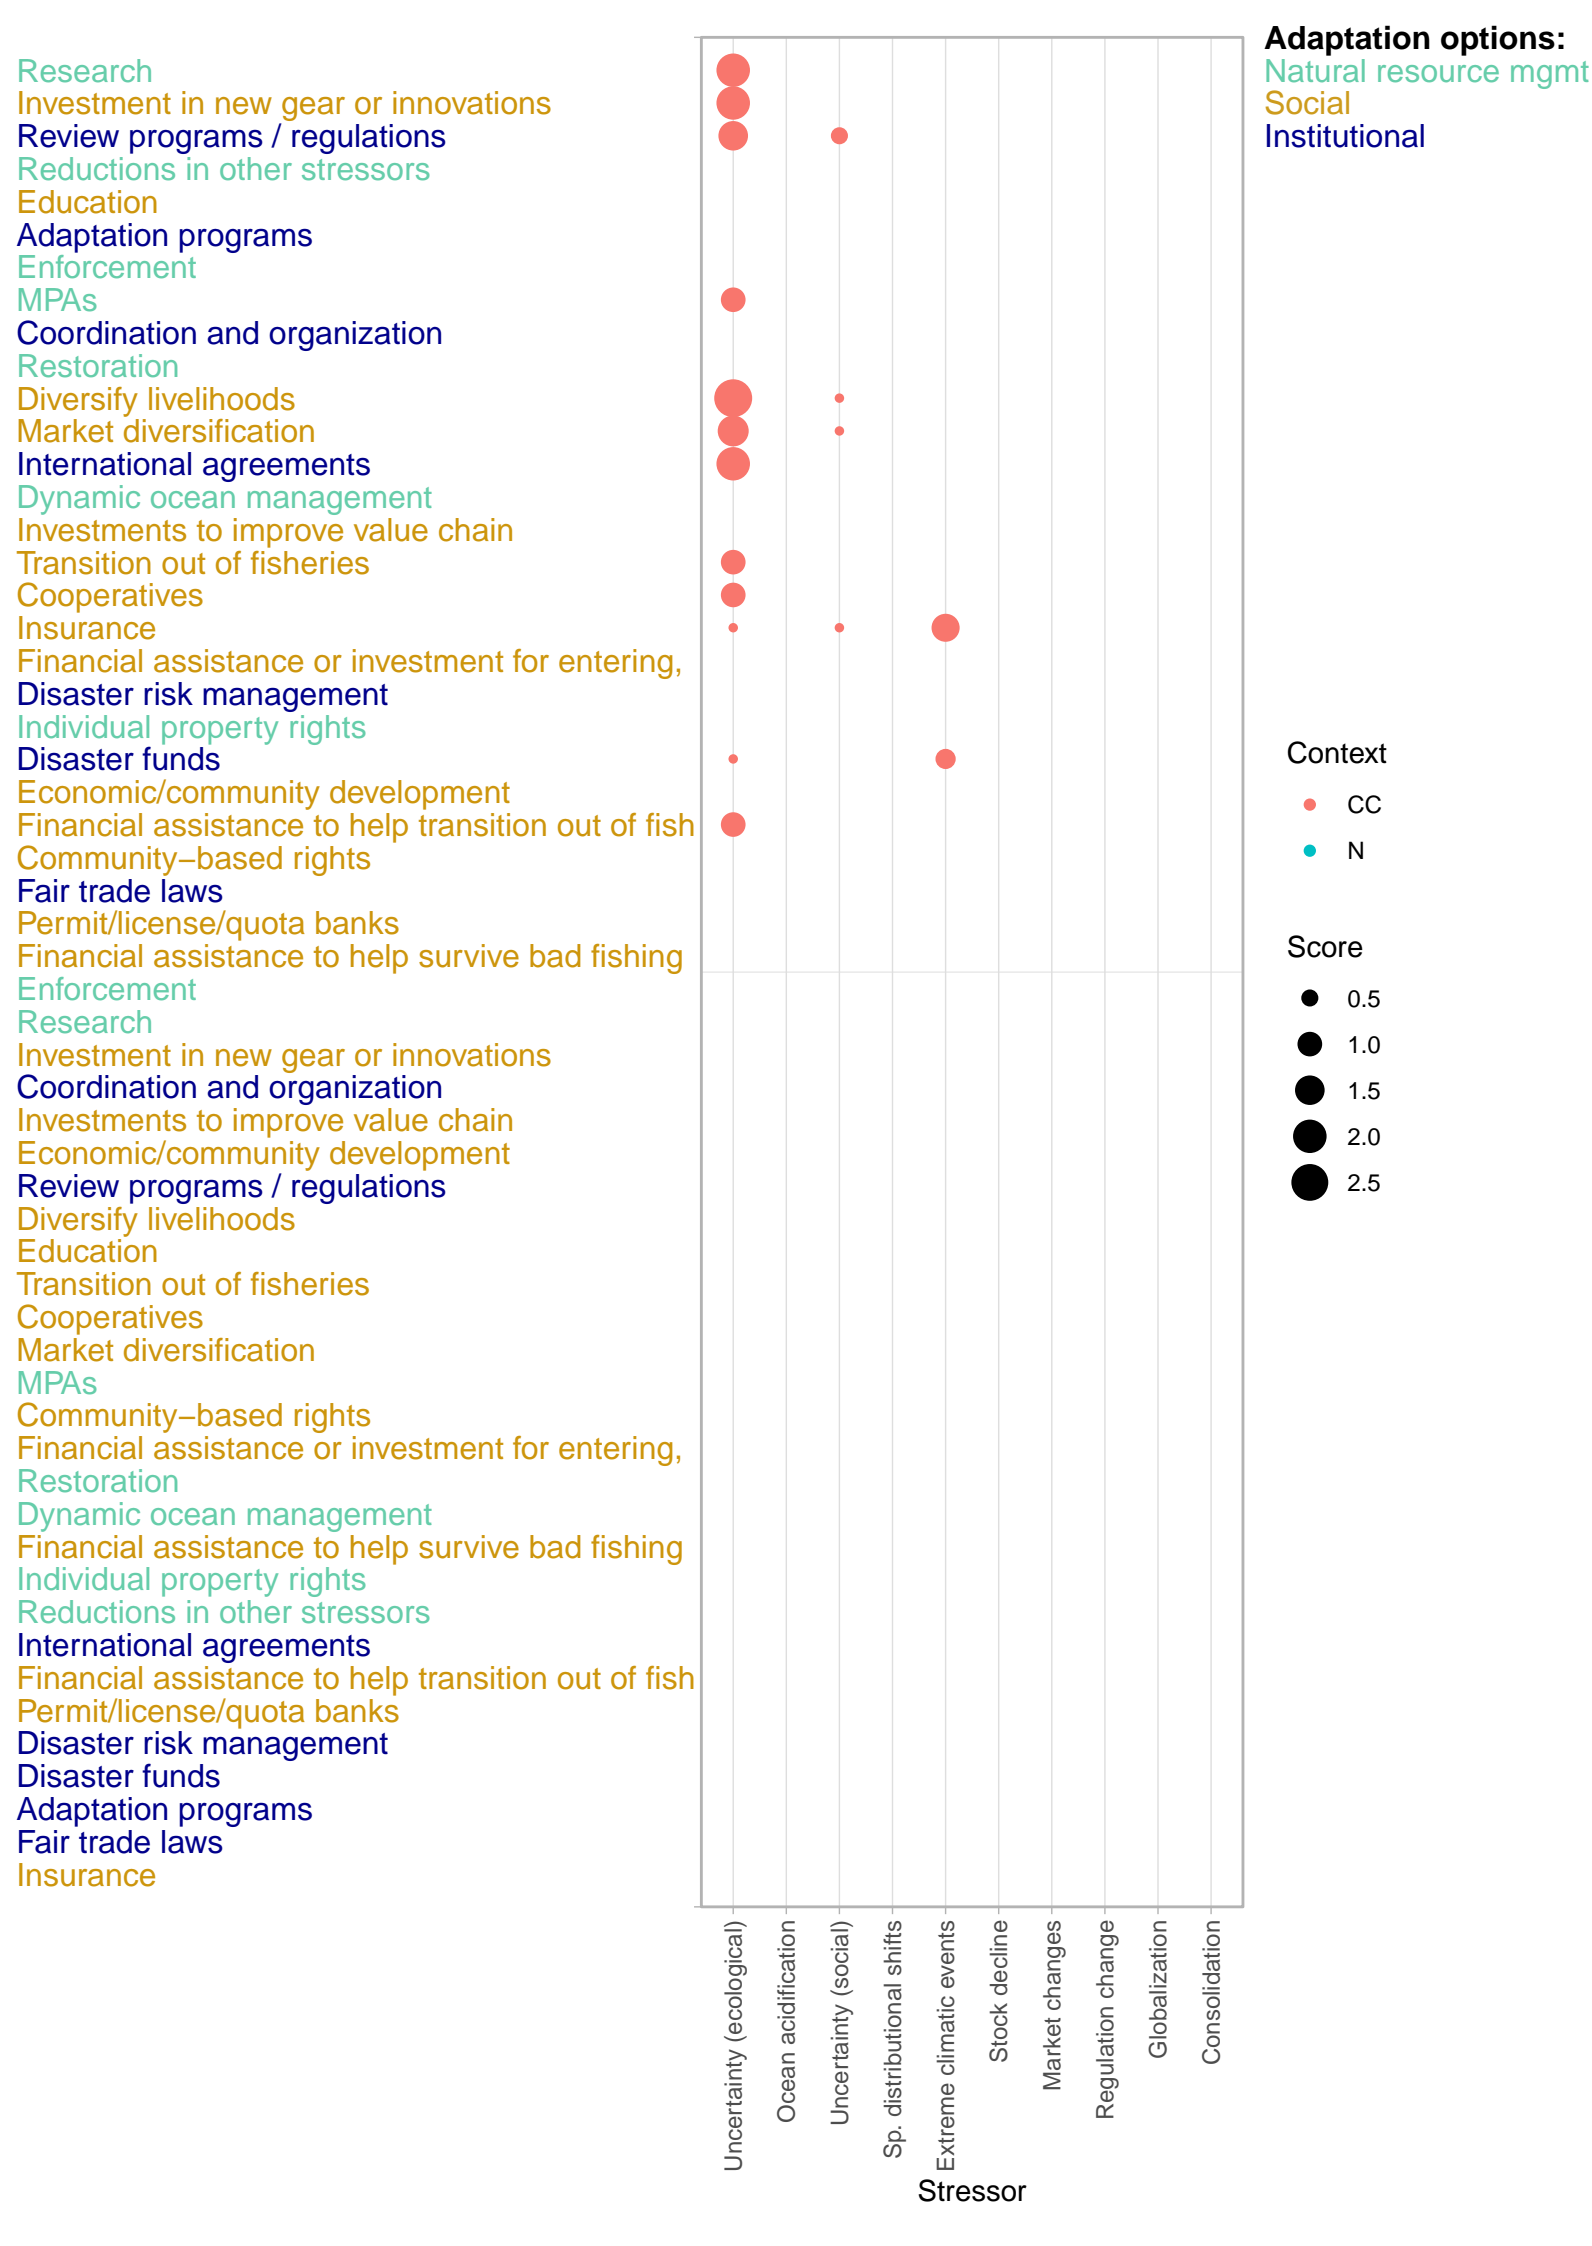 Adaptation options:
Natural resource mgmt
Social
Institutional
Research
Investment in new gear or innovations
Review programs / regulations
Reductions in other stressors
Education
Adaptation programs
Enforcement
MPAs
Coordination and organization
Restoration
Diversify livelihoods
Market diversification
International agreements
Dynamic ocean management
Investments to improve value chain
Transition out of fisheries
Cooperatives
Insurance
Financial assistance or investment for entering,
Disaster risk management
Individual property rights
Disaster funds
Economic/community development
Financial assistance to help transition out of fish
Community−based rights
Fair trade laws
Permit/license/quota banks
Financial assistance to help survive bad fishing
Enforcement
Research
Investment in new gear or innovations
Coordination and organization
Investments to improve value chain
Economic/community development
Review programs / regulations
Diversify livelihoods
Education
Transition out of fisheries
Cooperatives
Market diversification
MPAs
Community−based rights
Financial assistance or investment for entering,
Restoration
Dynamic ocean management
Financial assistance to help survive bad fishing
Individual property rights
Reductions in other stressors
International agreements
Financial assistance to help transition out of fish
Permit/license/quota banks
Disaster risk management
Disaster funds
Adaptation programs
Fair trade laws
Insurance
Context
CC
N
Score
0.5
1.0
1.5
2.0
2.5
Uncertainty (ecological)
Ocean acidification
Uncertainty (social)
Sp. distributional shifts
Extreme climatic events
Stock decline
Market changes
Regulation change
Globalization
Consolidation
Stressor